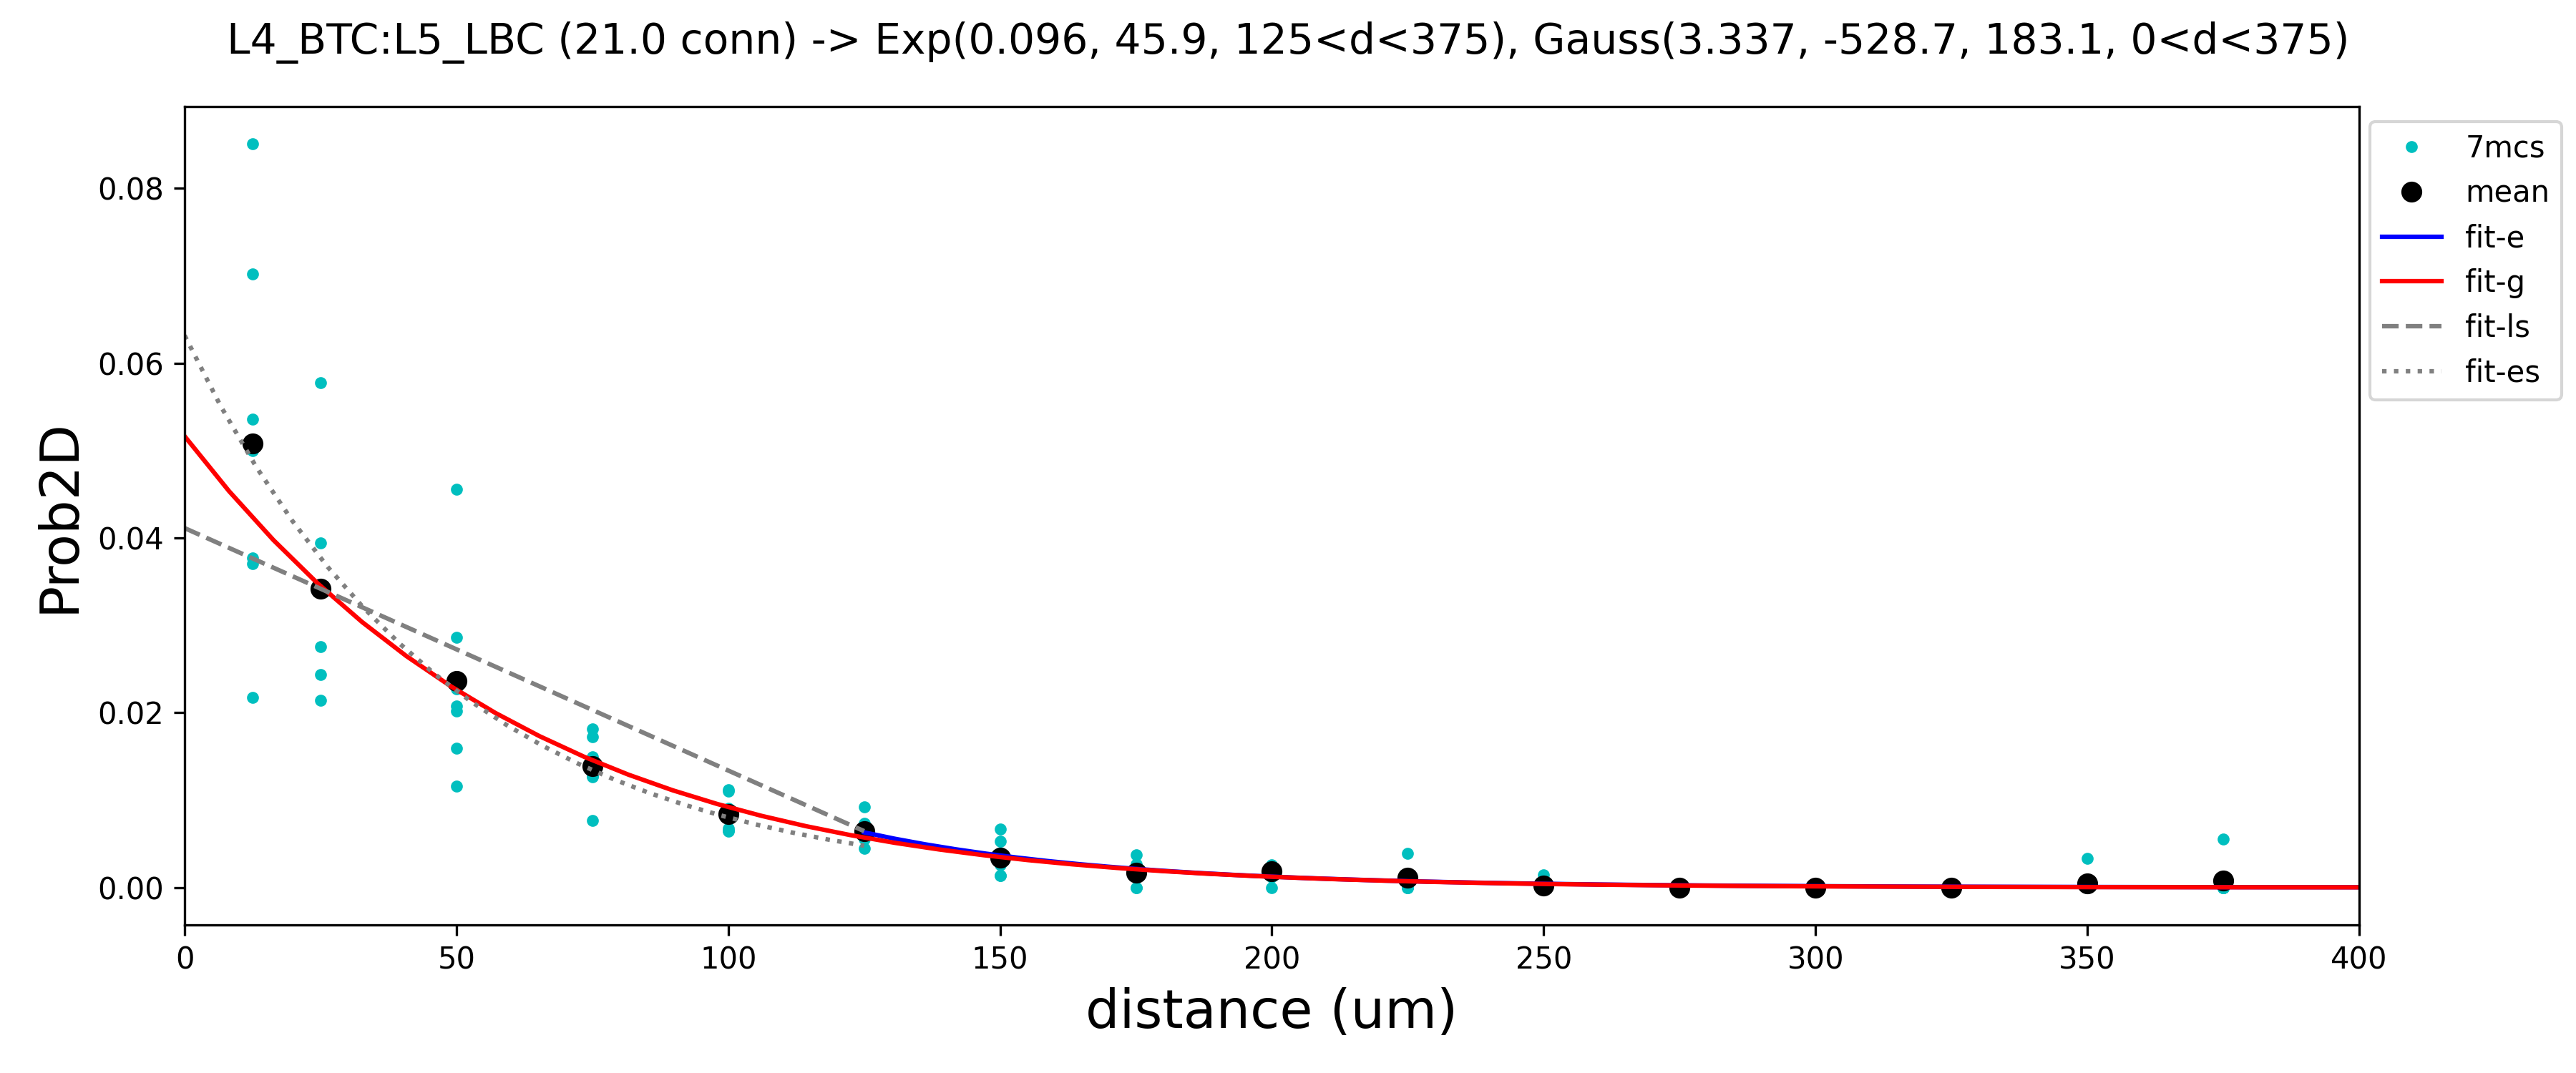 L4_BTC:L5_LBC (21.0 conn) -> Exp(0.096, 45.9, 125<d<375), Gauss(3.337, -528.7, 183.1, 0<d<375)
7mcs
mean
fit-e
fit-g
fit-ls
fit-es
Prob2D
0.08
0.06
0.04
0.02
0.00
0 50 100 150 200 250 300 350 400
distance (um)